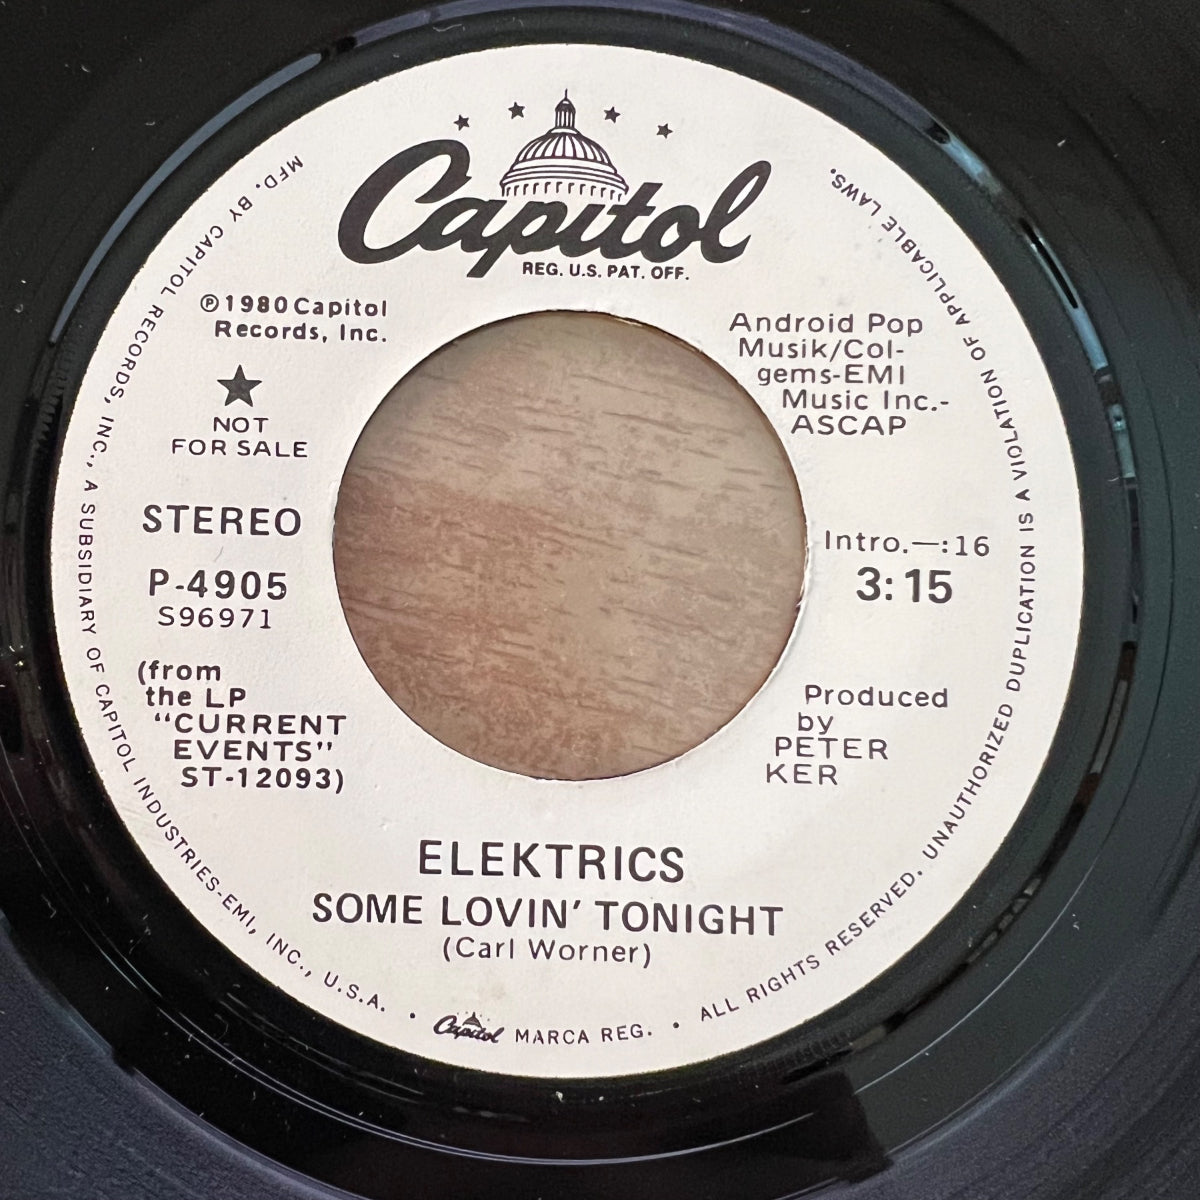 Capitol
REG. U.S. PAT. OFF.
℗1980 Capitol
Records, Inc.
NOT
FOR SALE
STEREO
P-4905
S96971
(from
the LP
"CURRENT
EVENTS"
ST-12093)
Android Pop
Musik/Col-
gems-EMI
Music Inc.-
ASCAP
Intro.—:16
3:15
Produced
by
PETER
KER
ELEKTRICS
SOME LOVIN' TONIGHT
(Carl Worner)
MFD. BY CAPITOL RECORDS, INC., A SUBSIDIARY OF CAPITOL INDUSTRIES-EMI, INC., U.S.A. • Capitol MARCA REG. • ALL RIGHTS RESERVED. UNAUTHORIZED DUPLICATION IS A VIOLATION OF APPLICABLE LAWS.